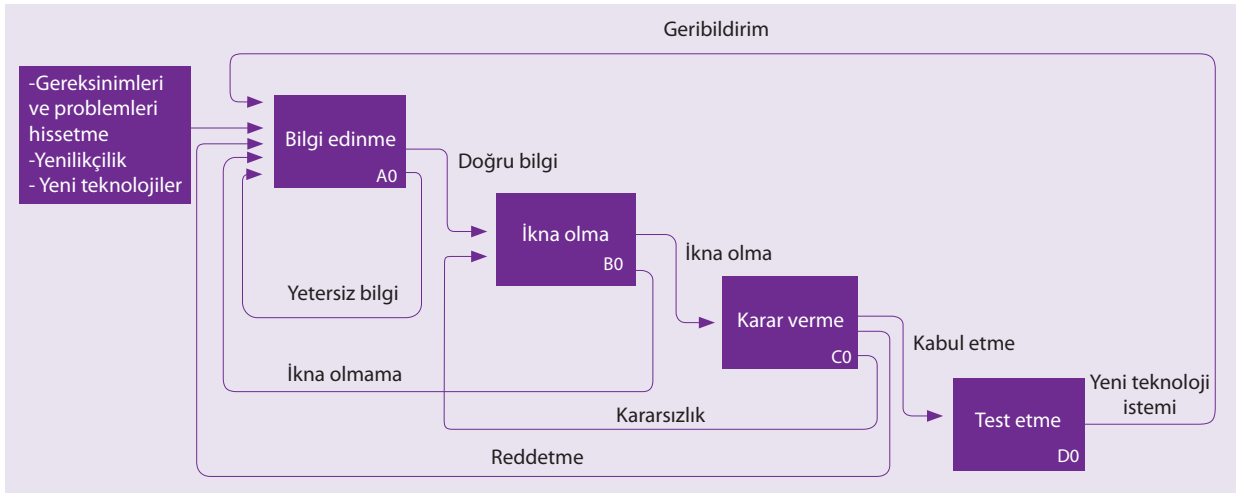 Geribildirim
-Gereksinimleri
ve problemleri
hissetme
-Yenilikçilik
- Yeni teknolojiler
Bilgi edinme
A0
Doğru bilgi
İkna olma
B0
İkna olma
Yetersiz bilgi
Karar verme
C0
Kabul etme
İkna olmama
Yeni teknoloji
istemi
Kararsızlık
Test etme
D0
Reddetme